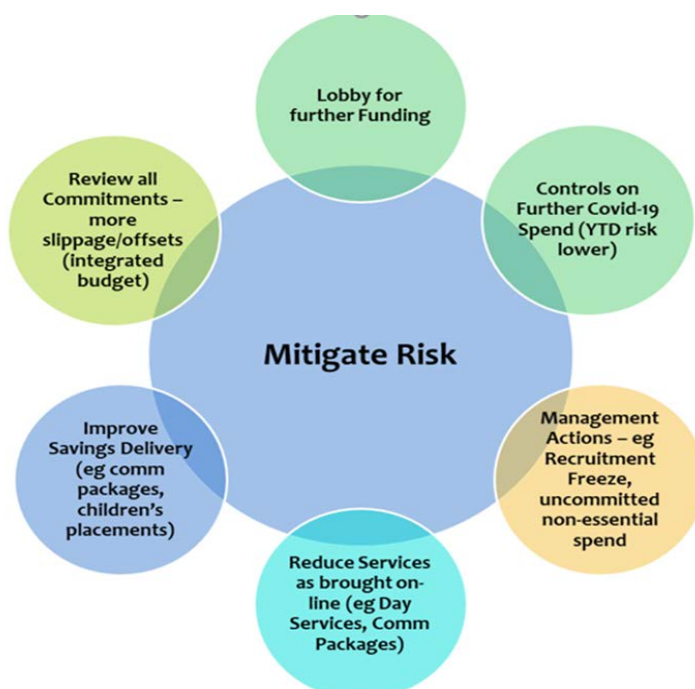 Lobby for
further Funding
Controls on
Further Covid-19
Spend (YTD risk
lower)
Management
Actions – eg
Recruitment
Freeze,
uncommitted
non-essential
spend
Reduce Services
as brought on-
line (eg Day
Services, Comm
Packages)
Improve
Savings Delivery
(eg comm
packages,
children's
placements)
Review all
Commitments –
more
slippage/offsets
(integrated
budget)
Mitigate Risk